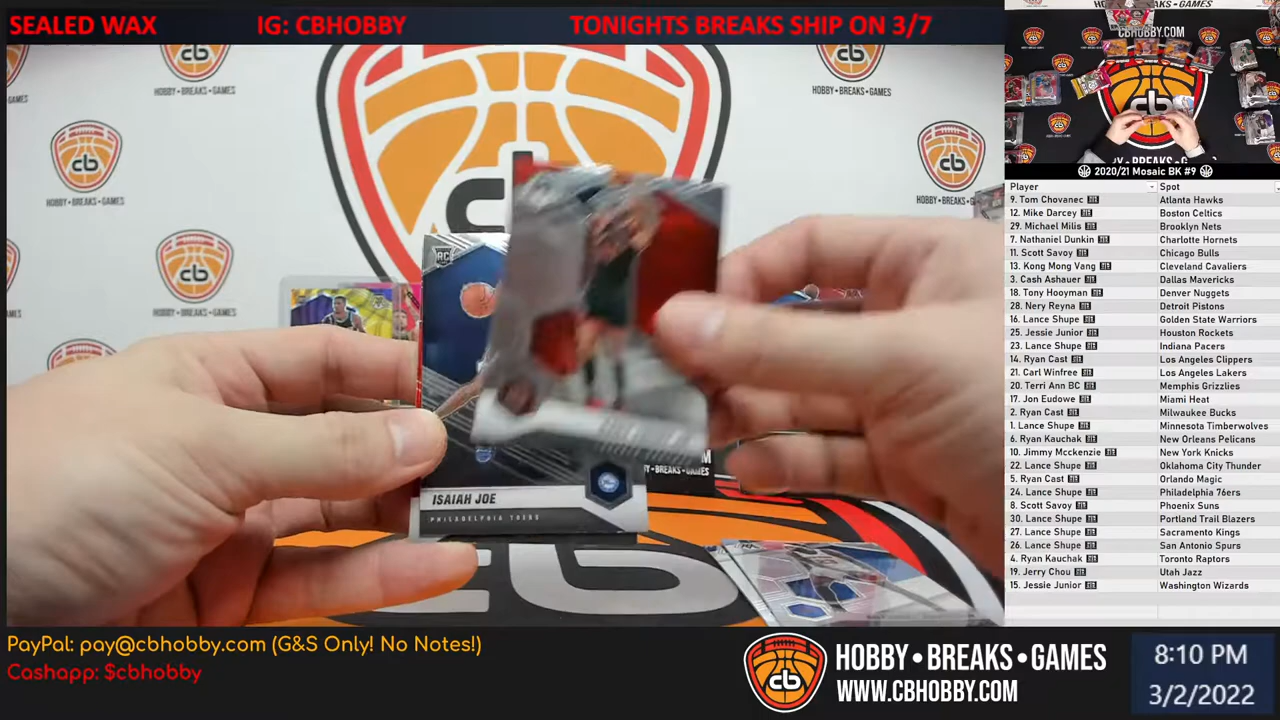 SEALED WAX IG: CBHOBBY TONIGHTS BREAKS SHIP ON 3/7
HOBBY•BREAKS•GAMES
cb
ISAIAH JOE
PHILADELPHIA 76ERS
RC
CBHOBBY.COM
2020/21 Mosaic BK #9
Player Spot
9. Tom Chovanec Atlanta Hawks
12. Mike Darcey Boston Celtics
29. Michael Milis Brooklyn Nets
7. Nathaniel Dunkin Charlotte Hornets
11. Scott Savoy Chicago Bulls
13. Kong Mong Vang Cleveland Cavaliers
3. Cash Ashauer Dallas Mavericks
18. Tony Hooyman Denver Nuggets
28. Nery Reyna Detroit Pistons
16. Lance Shupe Golden State Warriors
25. Jessie Junior Houston Rockets
23. Lance Shupe Indiana Pacers
14. Ryan Cast Los Angeles Clippers
21. Carl Winfree Los Angeles Lakers
20. Terri Ann BC Memphis Grizzlies
17. Jon Eudowe Miami Heat
2. Ryan Cast Milwaukee Bucks
1. Lance Shupe Minnesota Timberwolves
6. Ryan Kauchak New Orleans Pelicans
10. Jimmy Mcckenzie New York Knicks
22. Lance Shupe Oklahoma City Thunder
5. Ryan Cast Orlando Magic
24. Lance Shupe Philadelphia 76ers
8. Scott Savoy Phoenix Suns
30. Lance Shupe Portland Trail Blazers
27. Lance Shupe Sacramento Kings
26. Lance Shupe San Antonio Spurs
4. Ryan Kauchak Toronto Raptors
19. Jerry Chou Utah Jazz
15. Jessie Junior Washington Wizards
PayPal: pay@cbhobby.com (G&S Only! No Notes!)
Cashapp: $cbhobby
cb
HOBBY•BREAKS•GAMES
WWW.CBHOBBY.COM
8:10 PM
3/2/2022